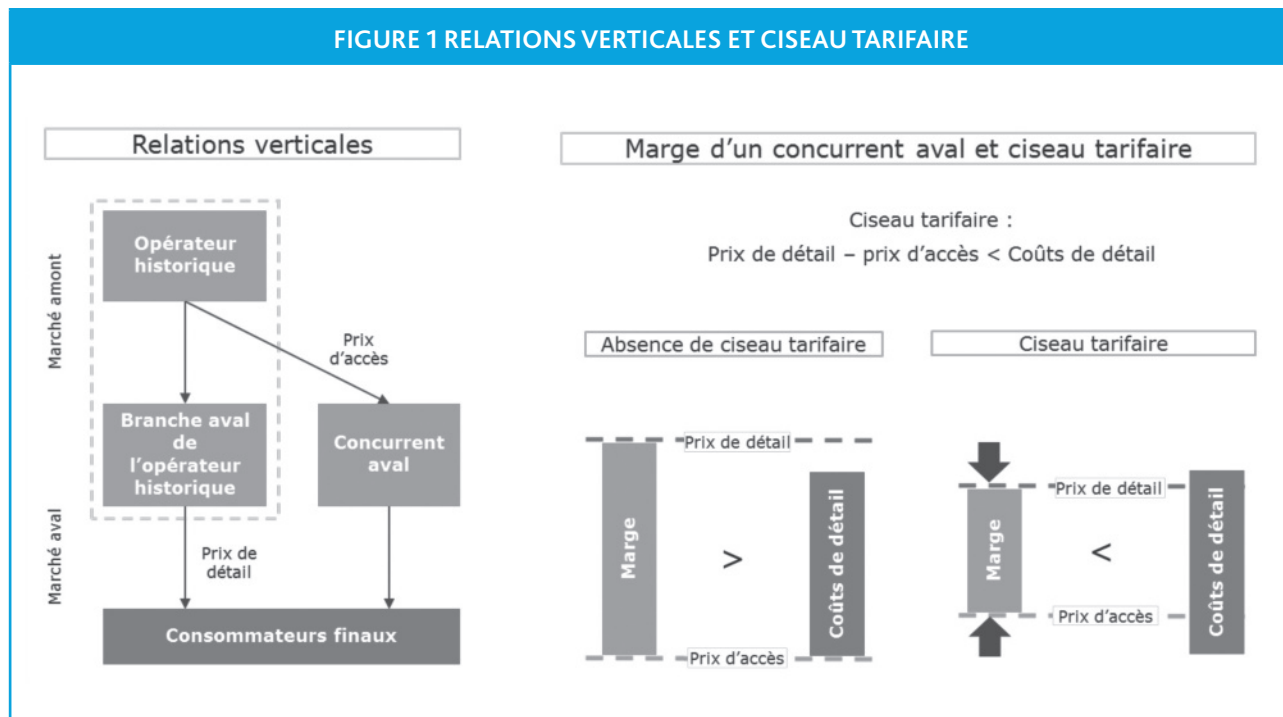 FIGURE 1 RELATIONS VERTICALES ET CISEAU TARIFAIRE
Relations verticales
Marché amont
Marché aval
Opérateur
historique
Prix
d'accès
Branche aval
de
l'opérateur
historique
Concurrent
aval
Prix de
détail
Consommateurs finaux
Marge d'un concurrent aval et ciseau tarifaire
Ciseau tarifaire :
Prix de détail – prix d'accès < Coûts de détail
Absence de ciseau tarifaire
Prix de détail
Marge
>
Coûts de détail
Prix d'accès
Ciseau tarifaire
Prix de détail
Marge
<
Coûts de détail
Prix d'accès